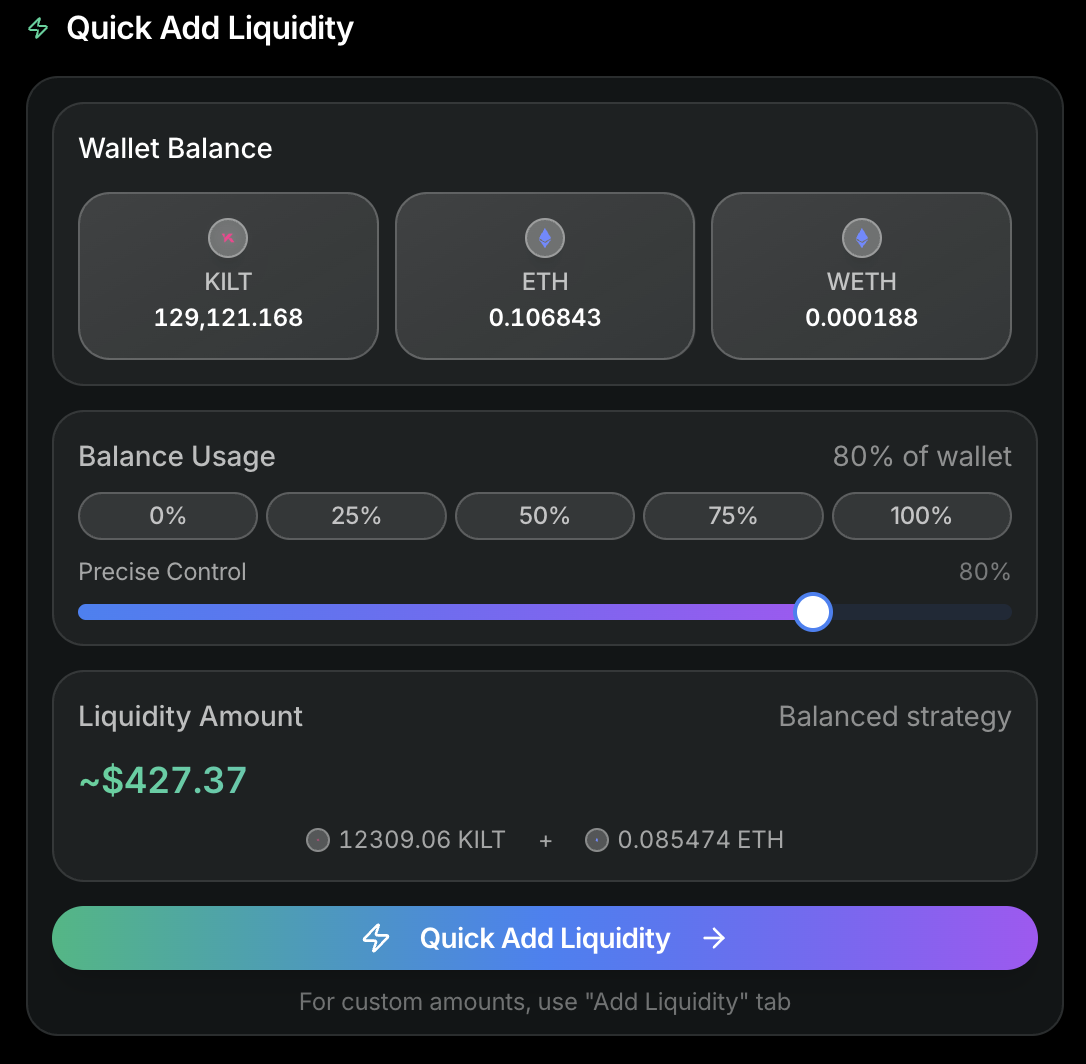 Quick Add Liquidity
Wallet Balance
KILT
129,121.168
ETH
0.106843
WETH
0.000188
Balance Usage
80% of wallet
0% 25% 50% 75% 100%
Precise Control
80%
Liquidity Amount
Balanced strategy
~$427.37
12309.06 KILT + 0.085474 ETH
Quick Add Liquidity →
For custom amounts, use "Add Liquidity" tab